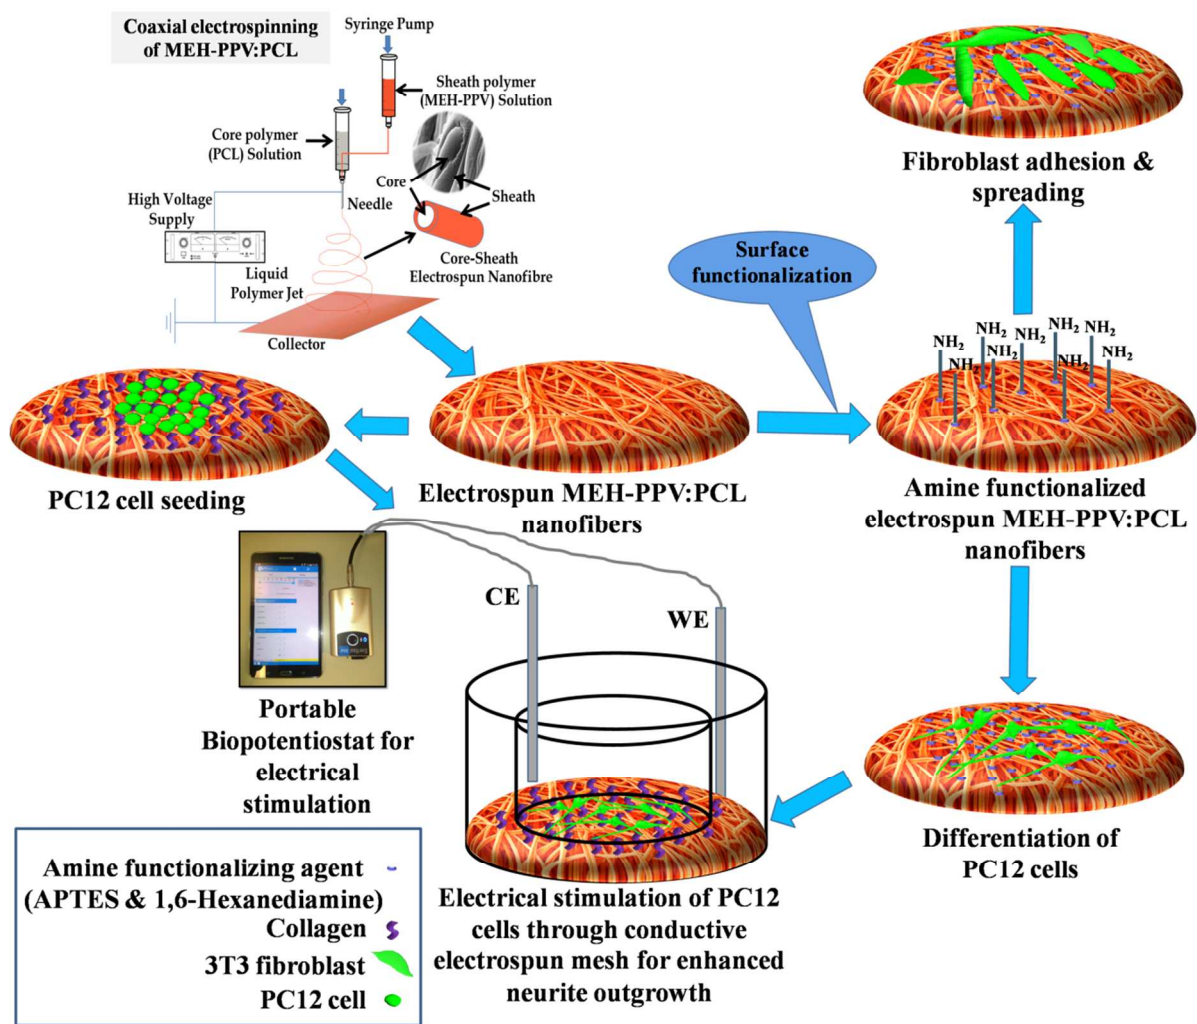 Coaxial electrospinning
of MEH-PPV:PCL
Syringe Pump
Sheath polymer
(MEH-PPV) Solution
Core polymer
(PCL) Solution
Core
Sheath
High Voltage
Supply
Needle
Liquid
Polymer Jet
Core-Sheath
Electrospun Nanofibre
Collector
Fibroblast adhesion &
spreading
Surface
functionalization
NH2
NH2
NH2
NH2
NH2
NH2
NH2
NH2
NH2
PC12 cell seeding
Electrospun MEH-PPV:PCL
nanofibers
Amine functionalized
electrospun MEH-PPV:PCL
nanofibers
CE
WE
Portable
Biopotentiostat for
electrical
stimulation
Differentiation of
PC12 cells
Electrical stimulation of PC12
cells through conductive
electrospun mesh for enhanced
neurite outgrowth
Amine functionalizing agent
(APTES & 1,6-Hexanediamine)
Collagen
3T3 fibroblast
PC12 cell